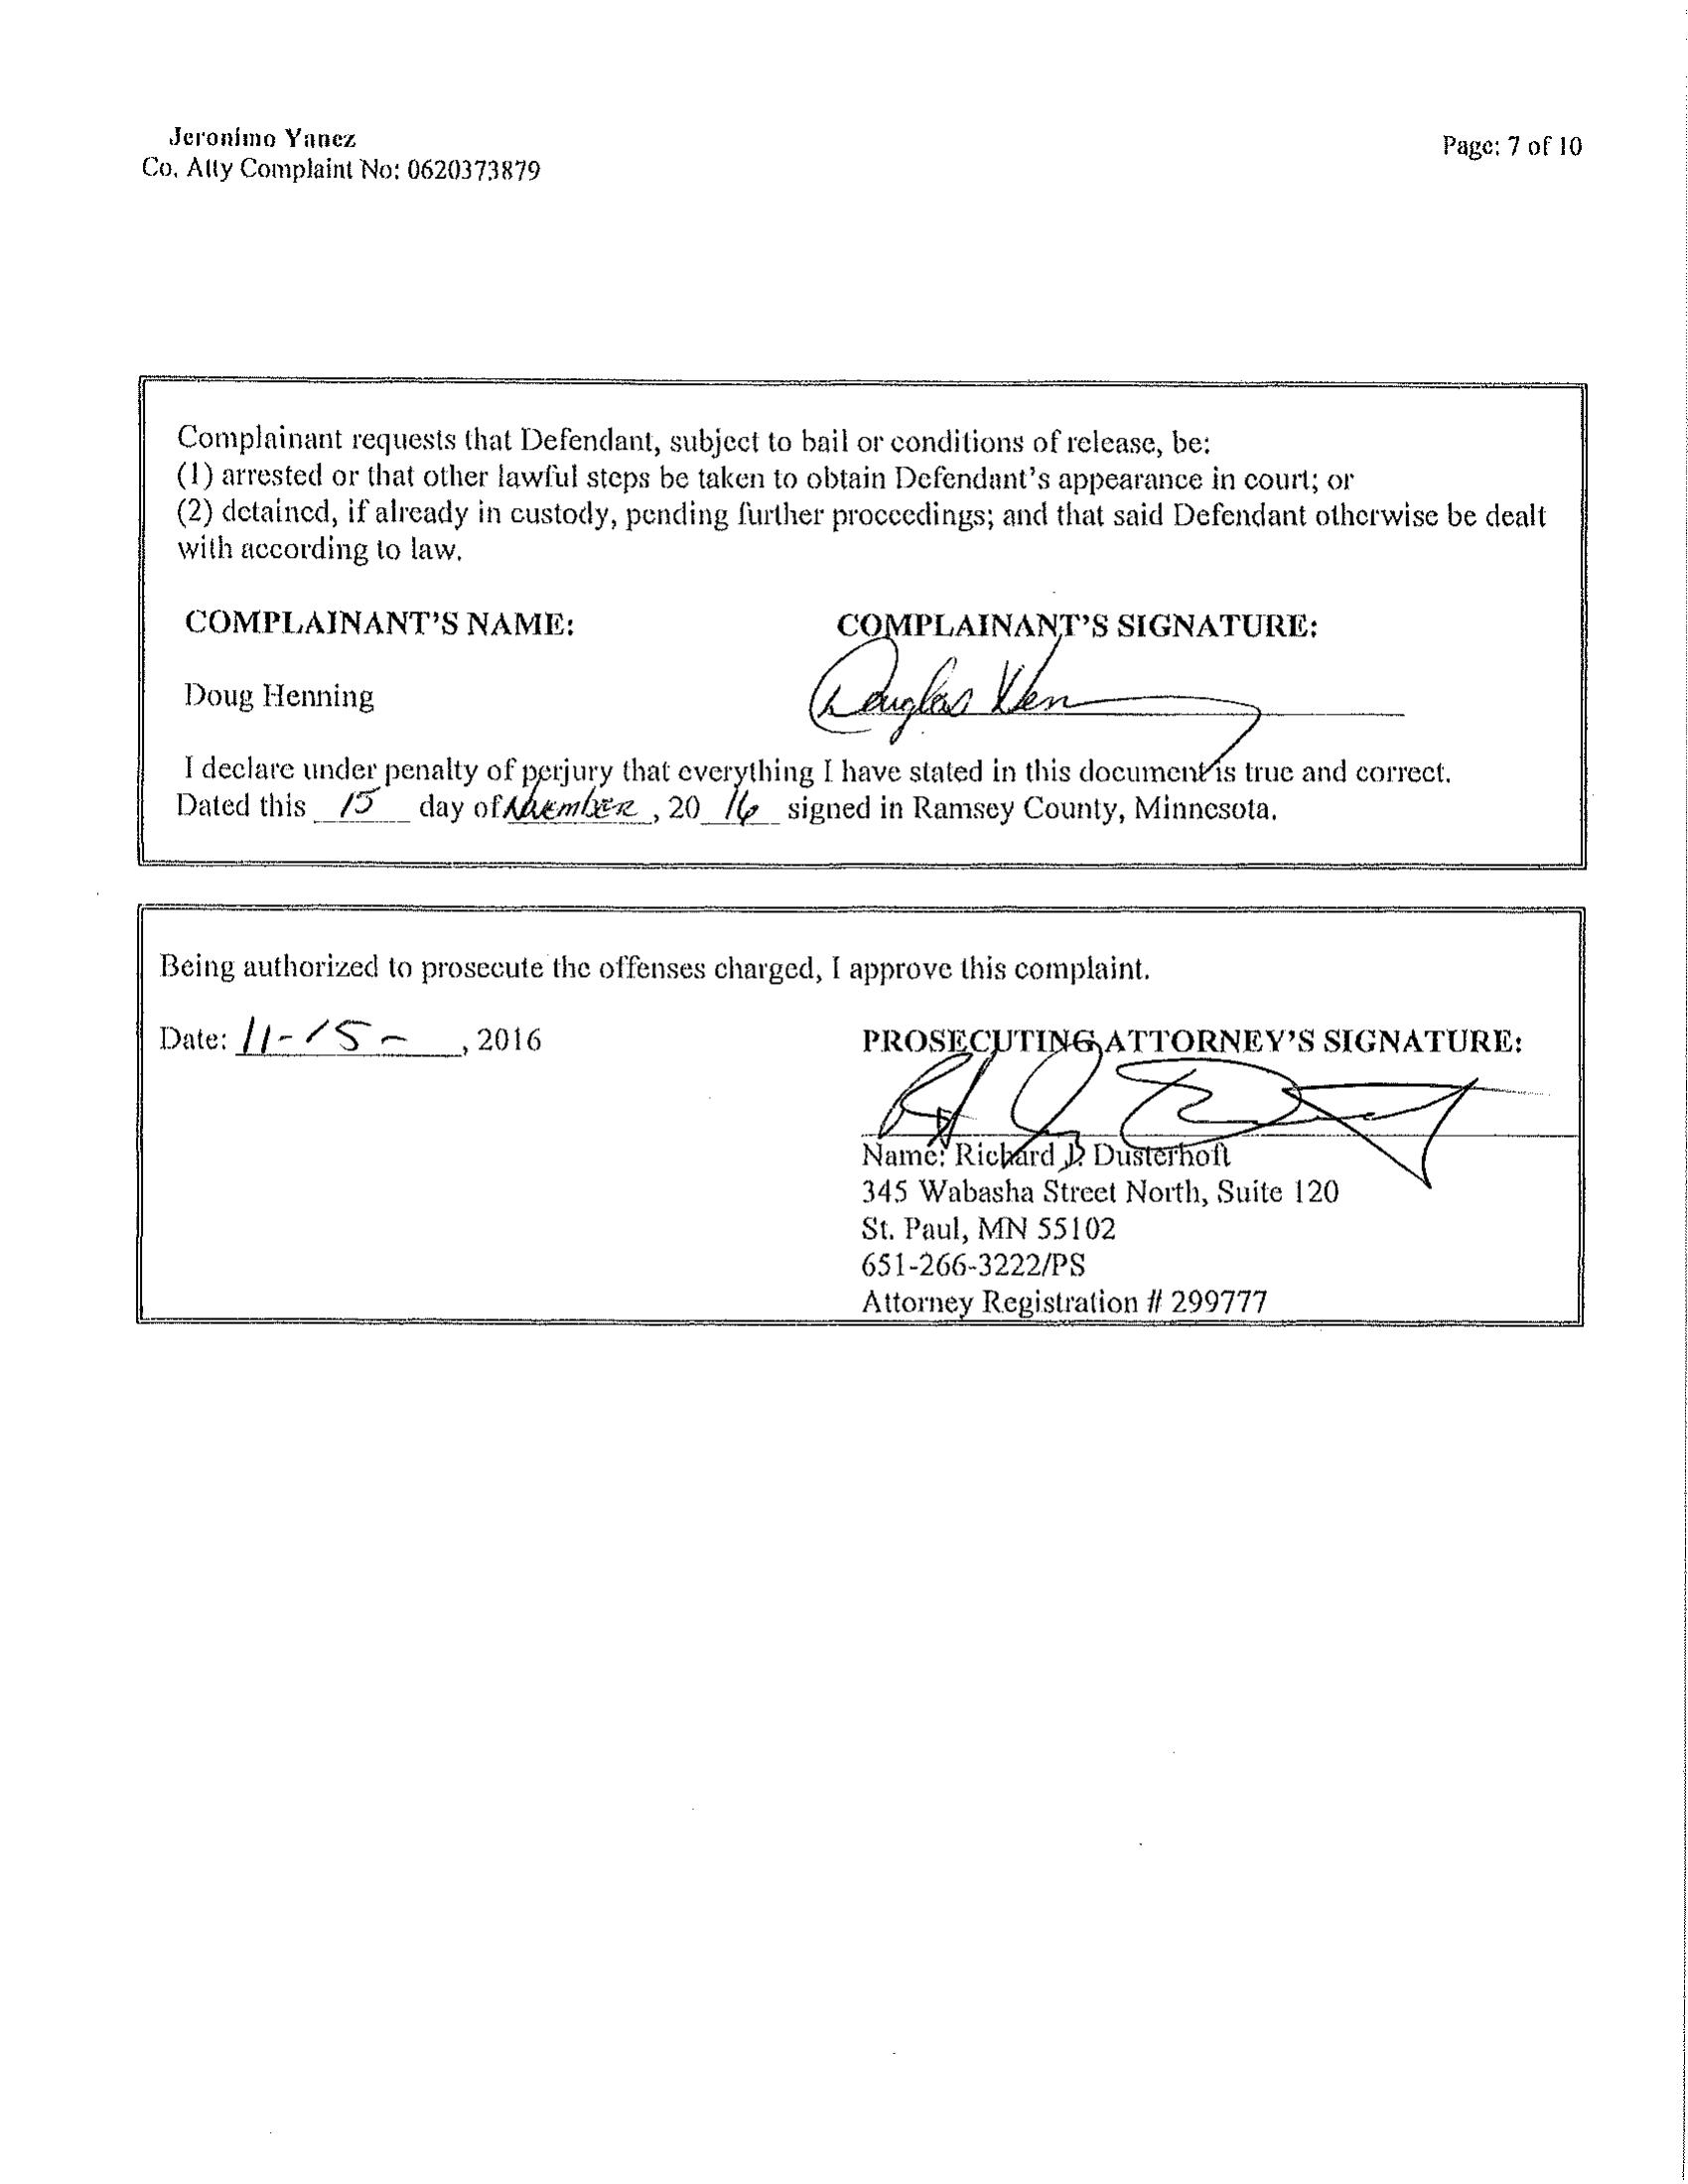 Jeronimo Yanez
Co. Atty Complaint No: 0620373879
Page: 7 of 10
Complainant requests that Defendant, subject to bail or conditions of release, be:
(1) arrested or that other lawful steps be taken to obtain Defendant's appearance in court; or
(2) detained, if already in custody, pending further proceedings; and that said Defendant otherwise be dealt
with according to law.
COMPLAINANT'S NAME:
COMPLAINANT'S SIGNATURE:
Doug Henning
Douglas Hen
I declare under penalty of perjury that everything I have stated in this document is true and correct.
Dated this 15 day of November, 20 16 signed in Ramsey County, Minnesota.
Being authorized to prosecute the offenses charged, I approve this complaint.
Date: 11-15-, 2016
PROSECUTING ATTORNEY'S SIGNATURE:
Name: Richard J. Dusterhoft
345 Wabasha Street North, Suite 120
St. Paul, MN 55102
651-266-3222/PS
Attorney Registration # 299777